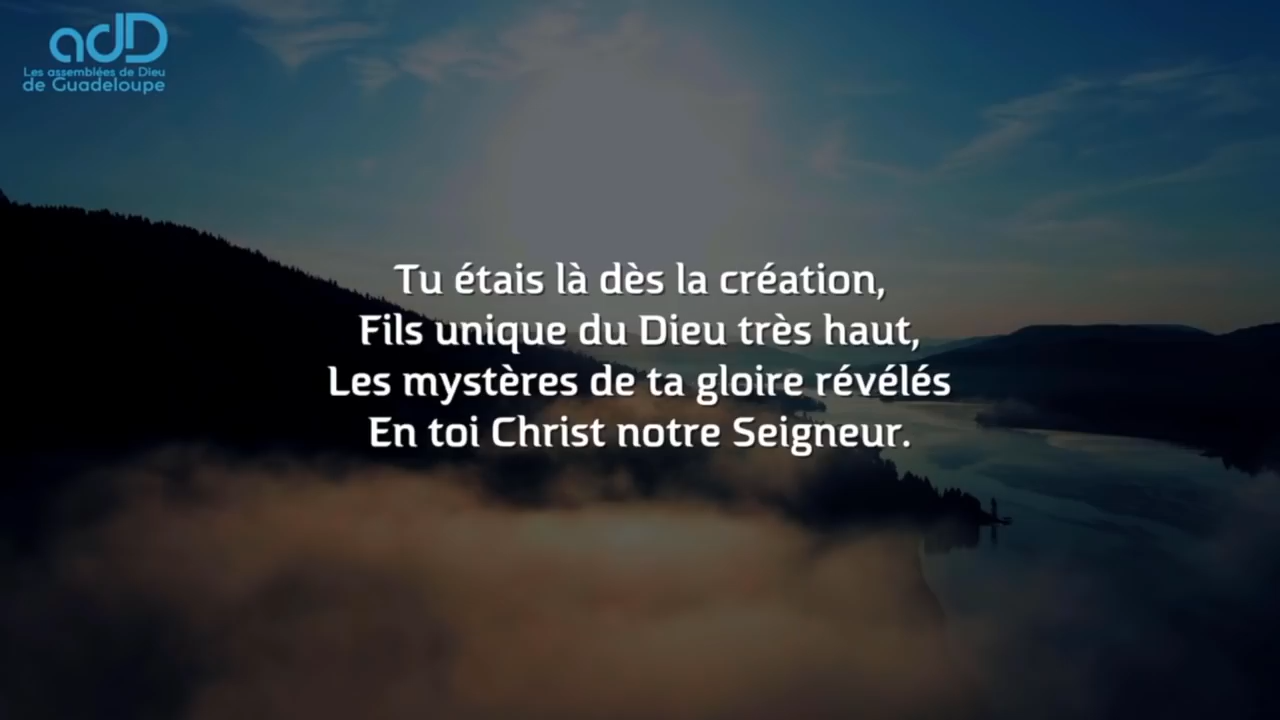 adD
Les assemblées de Dieu
de Guadeloupe
Tu étais là dès la création,
Fils unique du Dieu très haut,
Les mystères de ta gloire révélés
En toi Christ notre Seigneur.